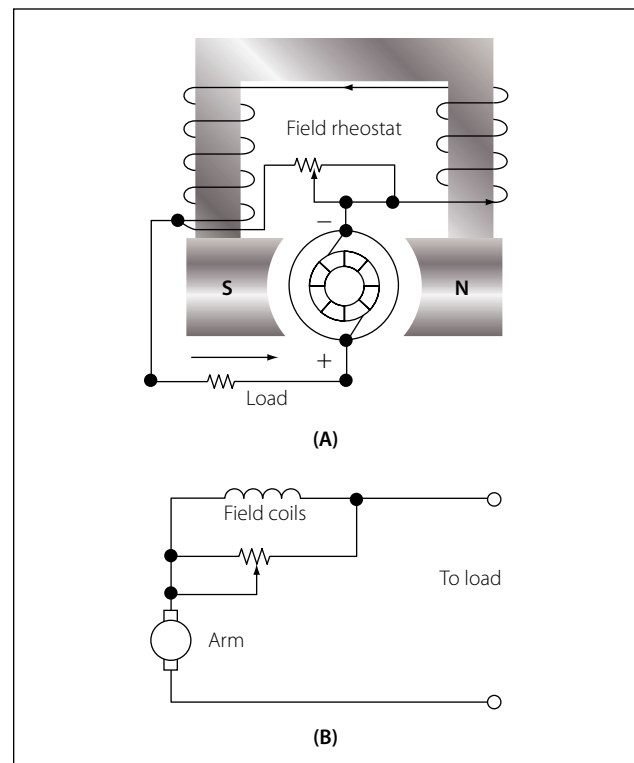 Field rheostat
−
S
N
+
Load
(A)
Field coils
To load
Arm
(B)